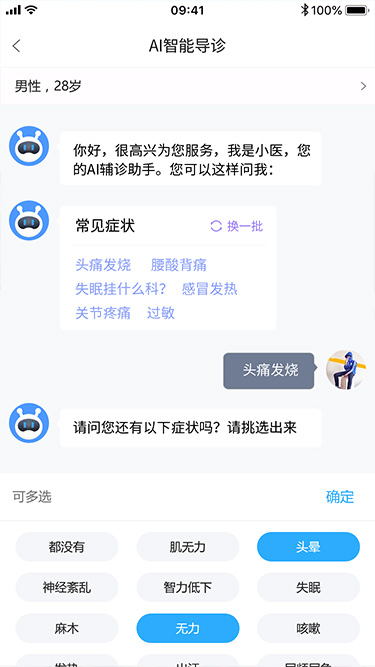 09:41
100%
AI智能导诊
男性，28岁
你好，很高兴为您服务，我是小医，您
的AI辅诊助手。您可以这样问我：
常见症状 换一批
头痛发烧 腰酸背痛
失眠挂什么科？ 感冒发热
关节疼痛 过敏
头痛发烧
请问您还有以下症状吗？请挑选出来
可多选 确定
都没有 肌无力 头晕
神经紊乱 智力低下 失眠
麻木 无力 咳嗽